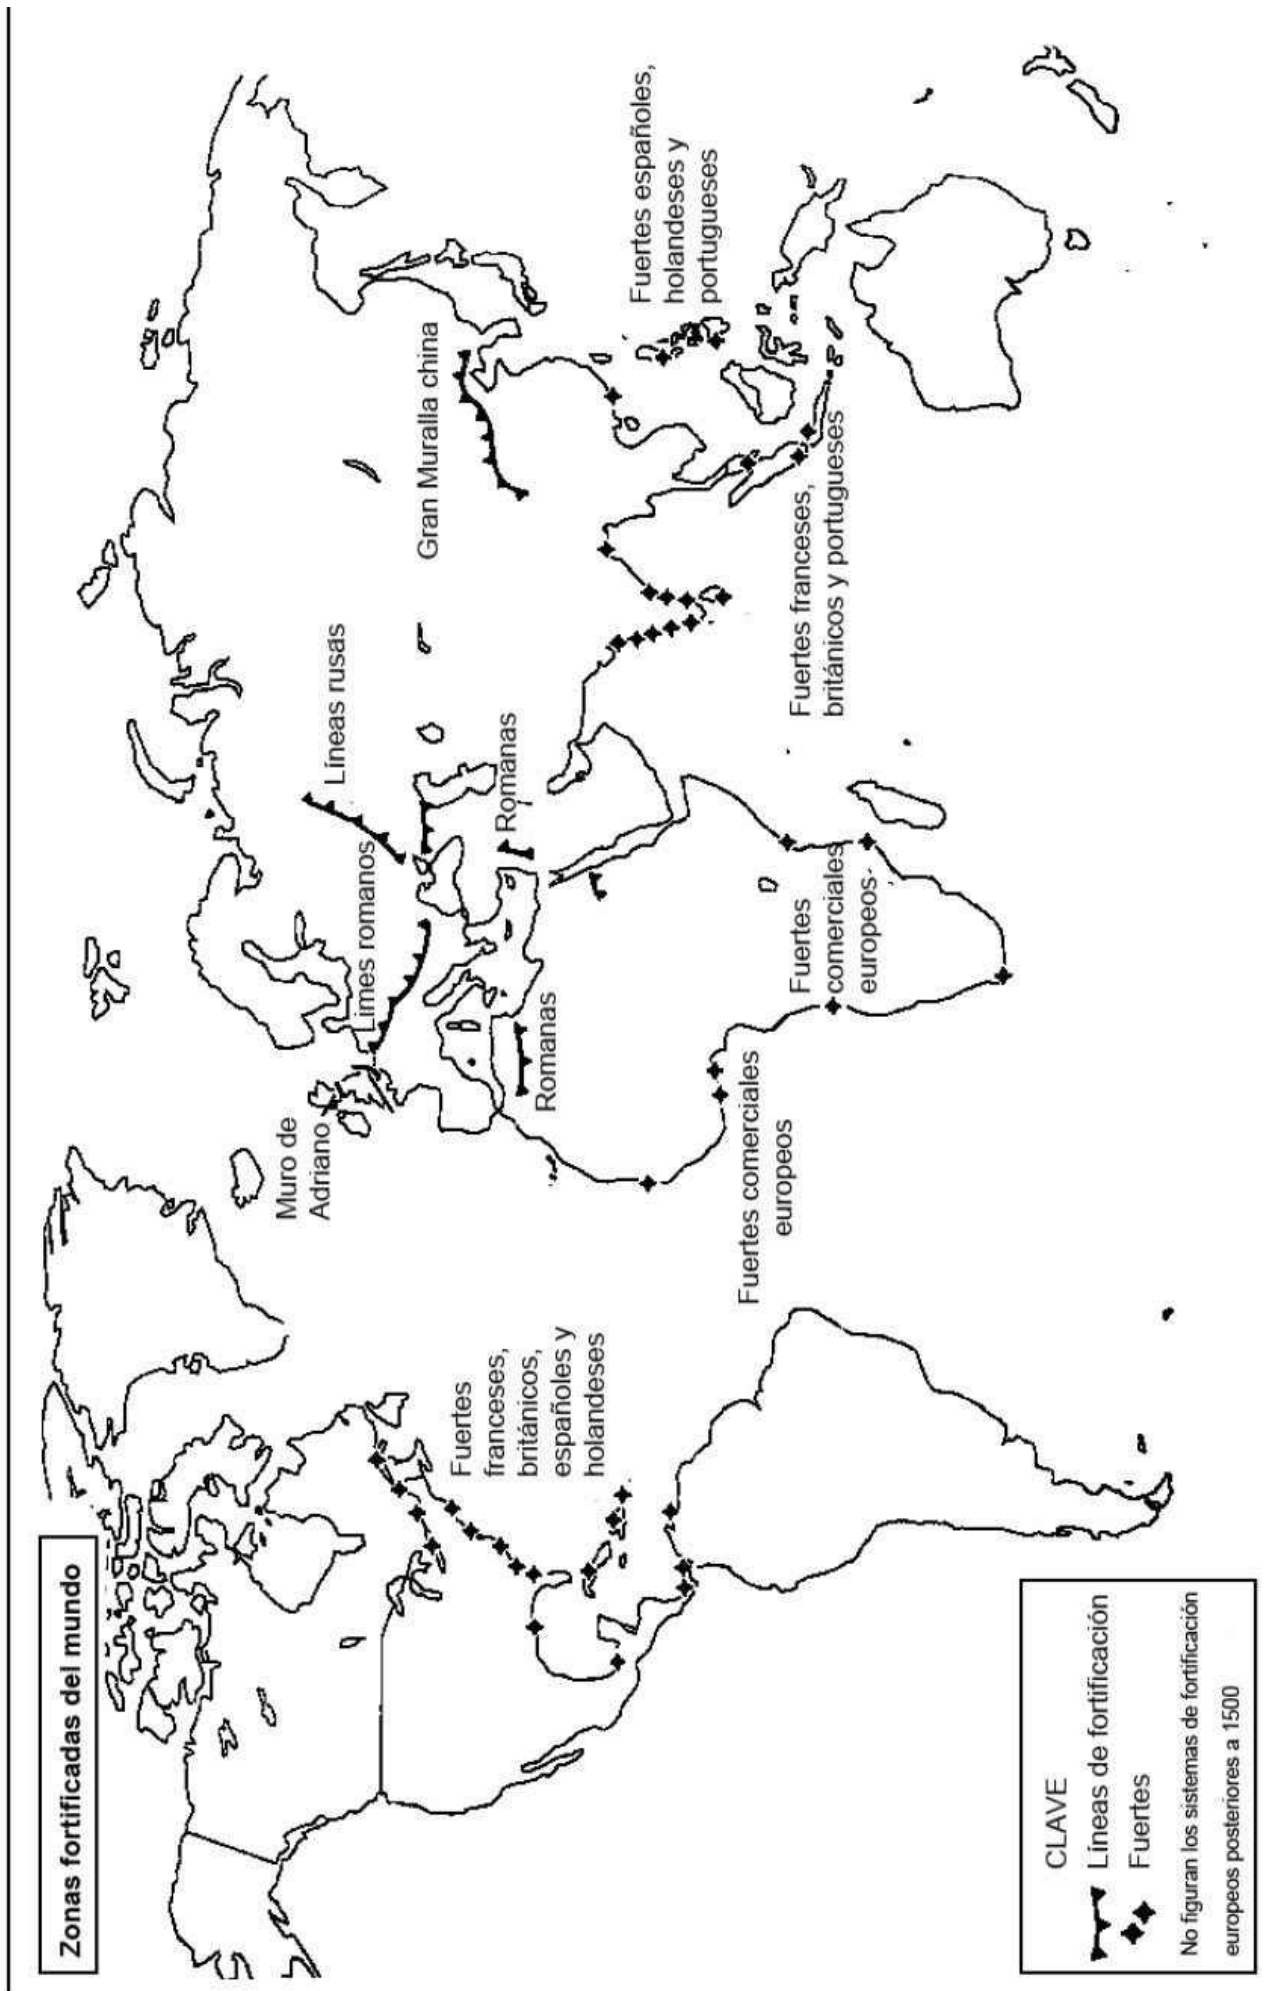 Zonas fortificadas del mundo
Fuertes
franceses,
británicos,
españoles y
holandeses
Muro de
Adriano
Limes romanos
Líneas rusas
Gran Muralla china
Romanas
Romanas
Fuertes españoles,
holandeses y
portugueses
Fuertes comerciales
europeos
Fuertes
comerciales
europeos
Fuertes franceses,
británicos y portugueses
CLAVE
Líneas de fortificación
Fuertes
No figuran los sistemas de fortificación
europeos posteriores a 1500